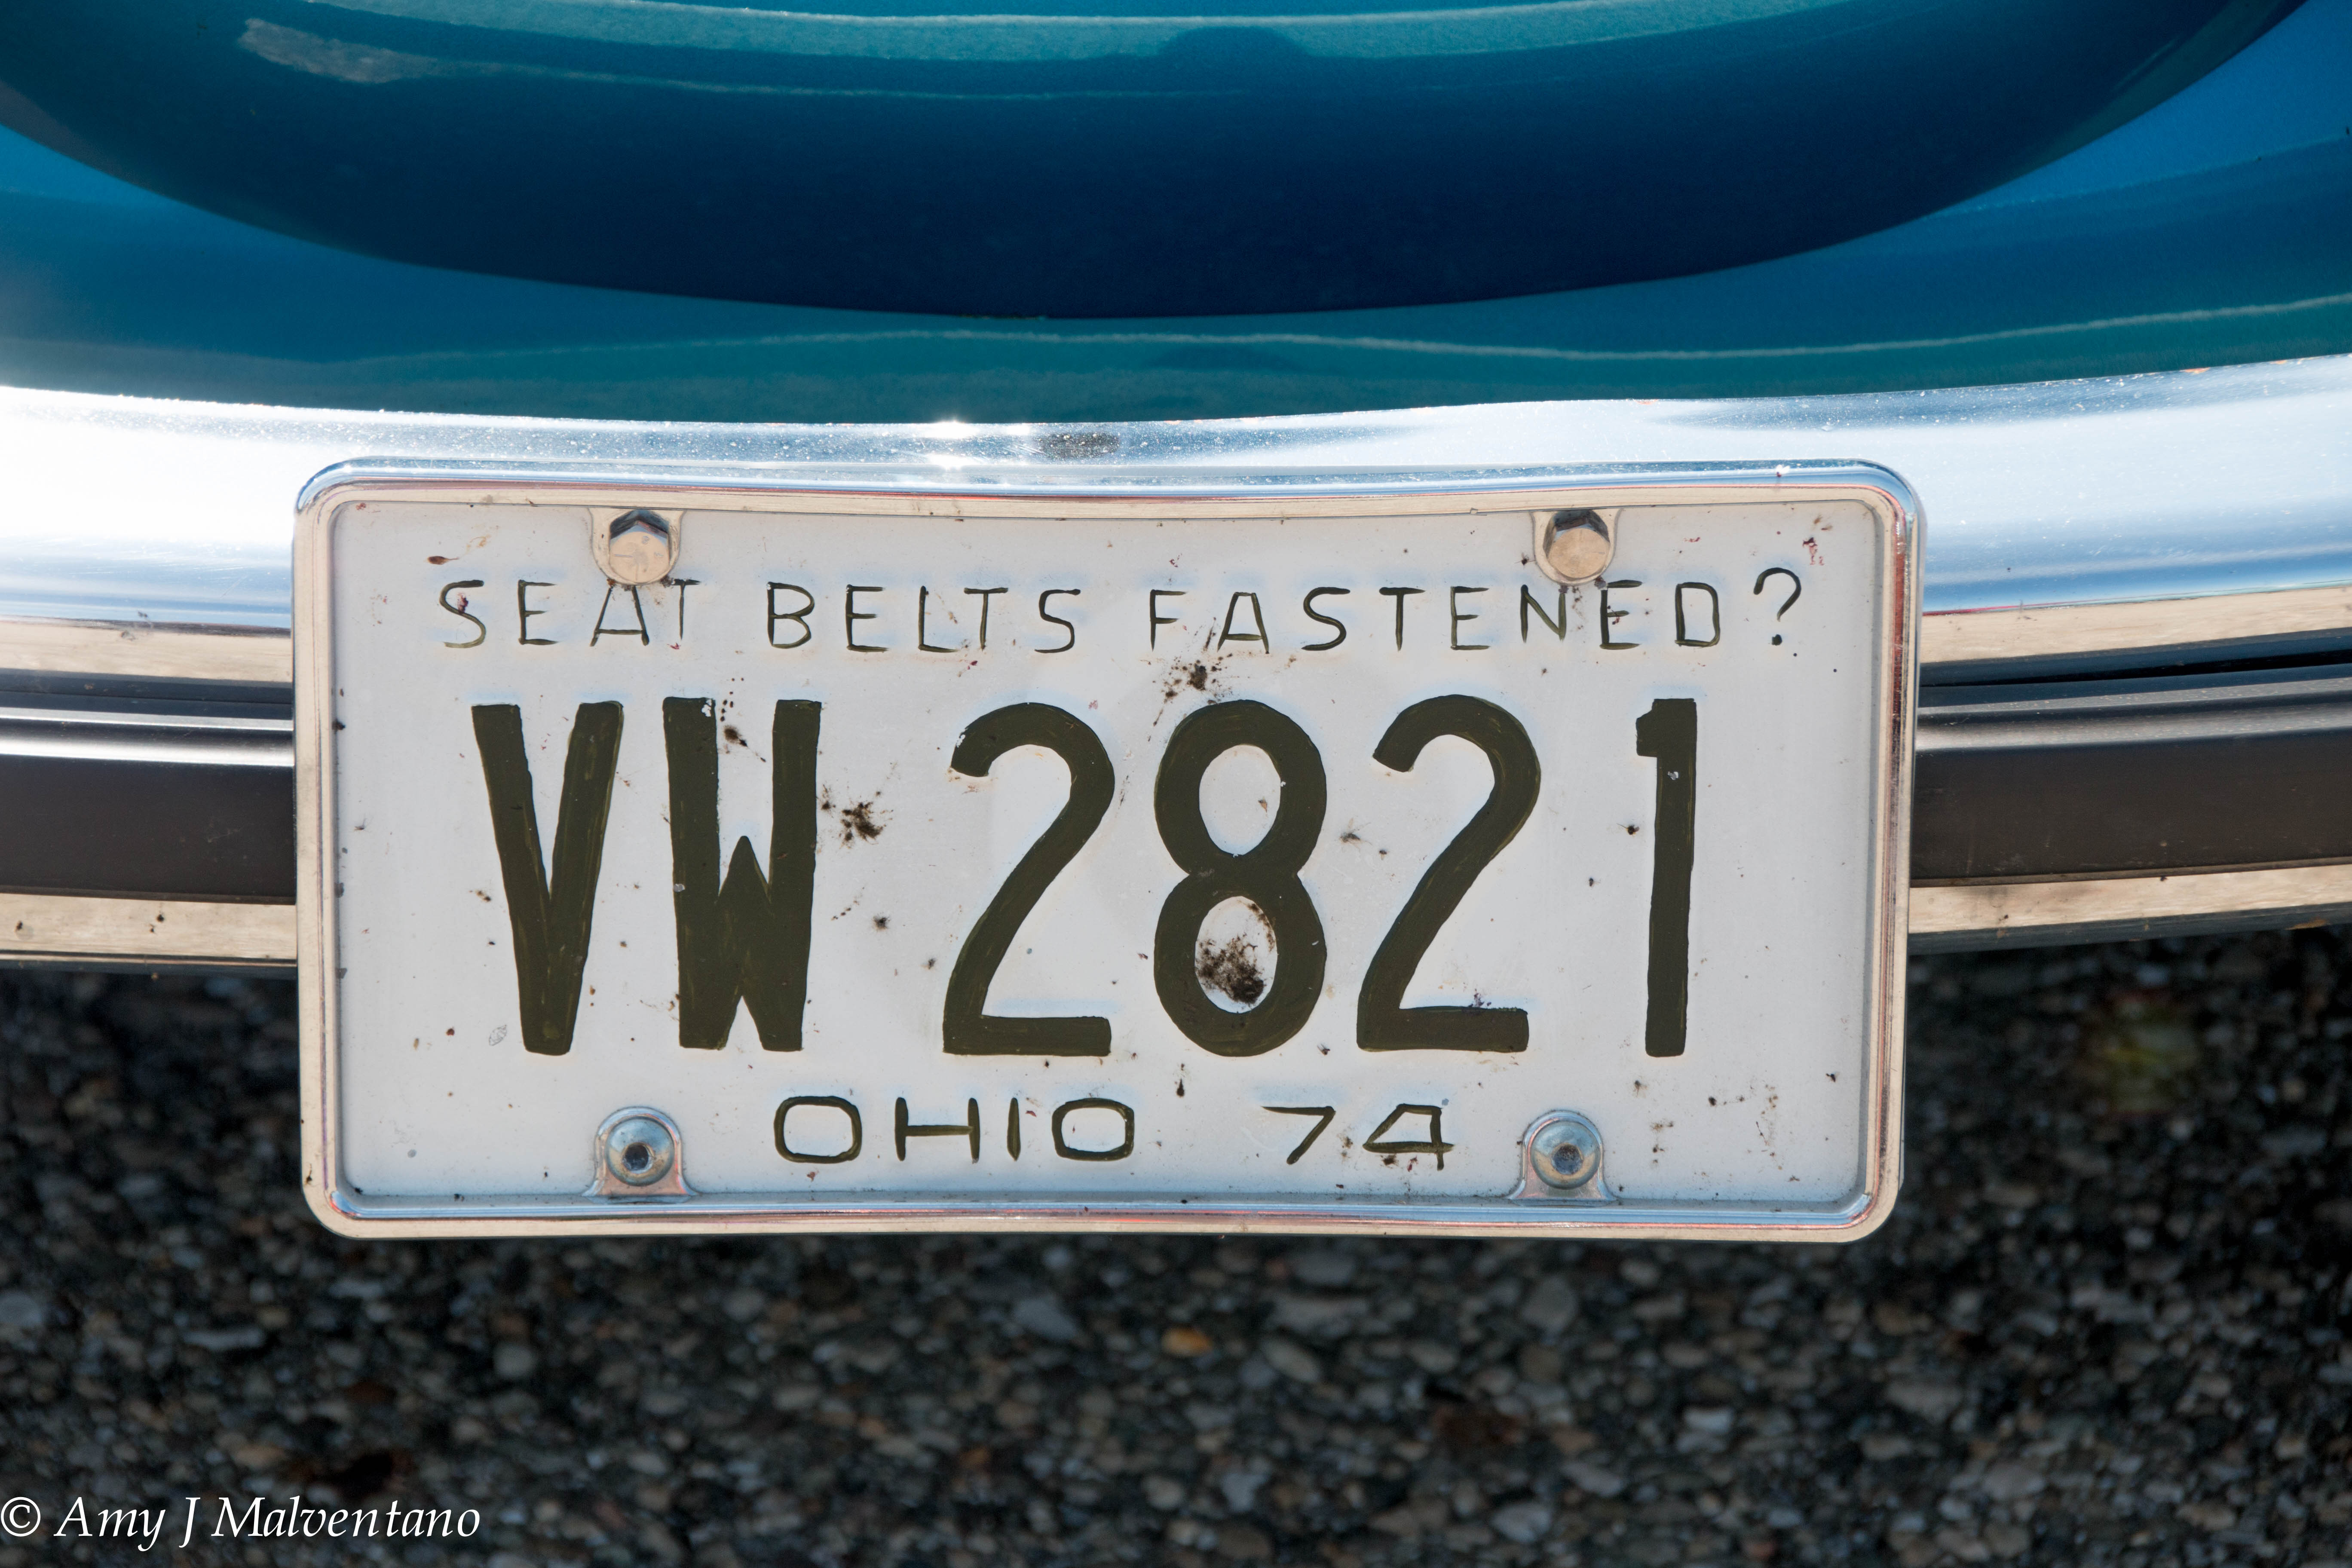 SEAT BELTS FASTENED?
VW 2821
OHIO 74
© Amy J Malventano